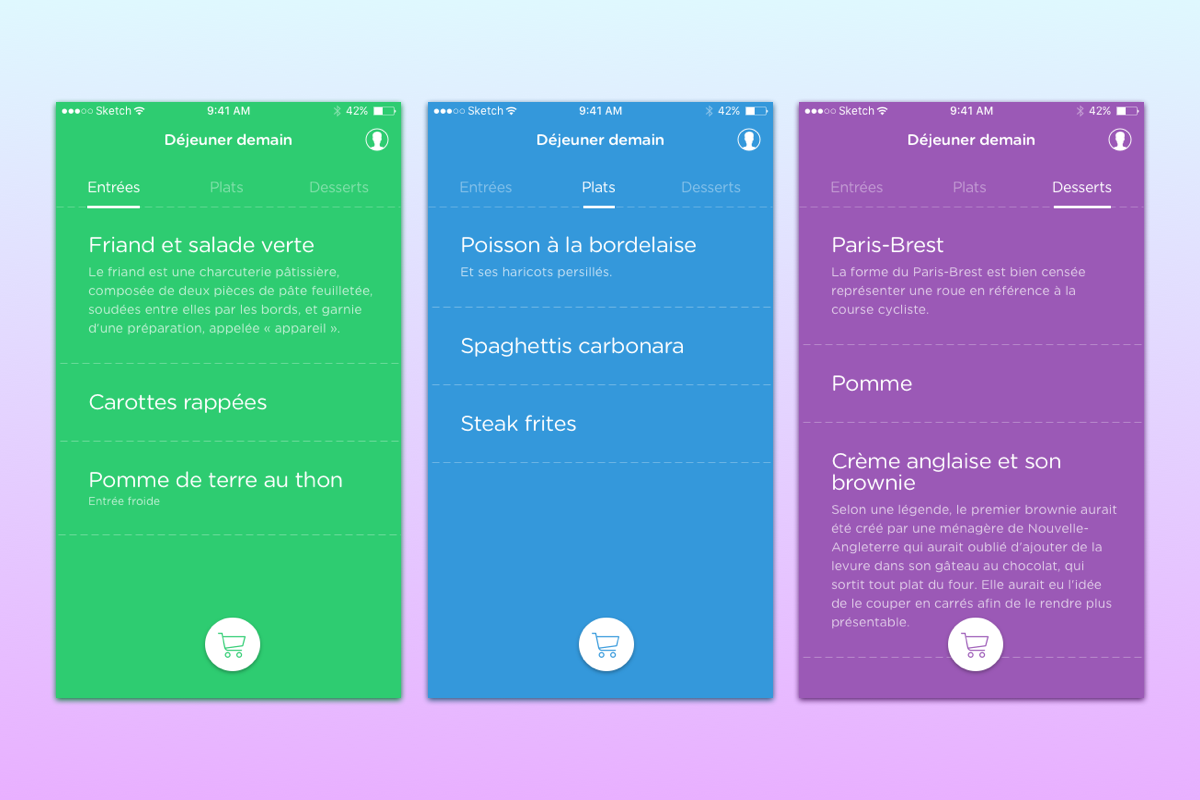 Sketch 9:41 AM 42%
Déjeuner demain
Entrées Plats Desserts
Friand et salade verte
Le friand est une charcuterie pâtissière,
composée de deux pièces de pâte feuilletée,
soudées entre elles par les bords, et garnie
d'une préparation, appelée « appareil ».
Carottes rappées
Pomme de terre au thon
Entrée froide
Sketch 9:41 AM 42%
Déjeuner demain
Entrées Plats Desserts
Poisson à la bordelaise
Et ses haricots persillés.
Spaghettis carbonara
Steak frites
Sketch 9:41 AM 42%
Déjeuner demain
Entrées Plats Desserts
Paris-Brest
La forme du Paris-Brest est bien censée
représenter une roue en référence à la
course cycliste.
Pomme
Crème anglaise et son
brownie
Selon une légende, le premier brownie aurait
été créé par une ménagère de Nouvelle-
Angleterre qui aurait oublié d'ajouter de la
levure dans son gâteau au chocolat, qui
sortit tout plat du four. Elle aurait eu l'idée
de le couper en carrés afin de le rendre plus
présentable.